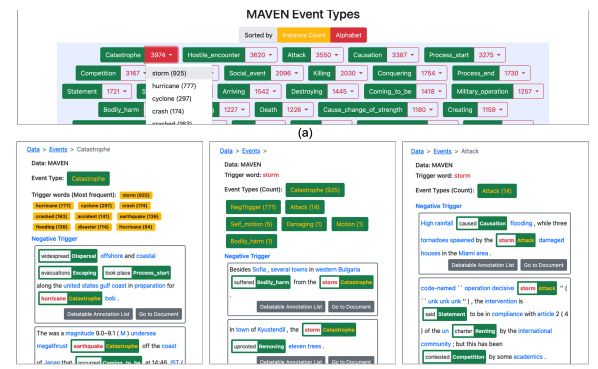 MAVEN Event Types
Sorted by Instance Count Alphabet
Catastrophe 3974 Hostile_encounter 3620 Attack 3550 Causation 3387 Process_start 3275
Competition 3167 storm (925) Social_event 2096 Killing 2030 Conquering 1754 Process_end 1730
Statement 1721 S hurricane (777) Arriving 1542 Destroying 1445 Coming_to_be 1418 Military_operation 1257
cyclone (297)
Bodily_harm crash (174) 1227 Death 1226 Cause_change_of_strength 1180 Creating 1159
crashed (163)
(a)
Data > Events > Catastrophe
Data: MAVEN
Event Type: Catastrophe
Trigger words (Most frequent): storm (925)
hurricane (777) cyclone (297) crash (174)
crashed (163) accident (141) earthquake (136)
flooding (126) disaster (114) Hurricane (84)
Negative Trigger
widespread Dispersal offshore and coastal
evacuations Escaping took place Process_start
along the united states gulf coast in preparation for
hurricane Catastrophe bob .
Debatable Annotation List Go to Document
The was a magnitude 9.0–9.1 ( M ) undersea
megathrust earthquake Catastrophe off the coast
of Japan that occurred Coming_to_be at 14:46 JST (
Data > Events >
Data: MAVEN
Trigger word: storm
Event Types (Count): Catastrophe (925)
NegTrigger (771) Attack (14)
Self_motion (5) Damaging (1) Motion (1)
Bodily_harm (1)
Besides Sofia , several towns in western Bulgaria
suffered Bodily_harm from the storm Catastrophe
.
Debatable Annotation List Go to Document
In town of Kyustendil , the storm Catastrophe
uprooted Removing eleven trees .
Debatable Annotation List Go to Document
Data > Events > Attack
Data: MAVEN
Trigger word: storm
Event Types (Count): Attack (14)
Negative Trigger
High rainfall caused Causation flooding , while three
tornadoes spawned by the storm Attack damaged
houses in the Miami area .
Debatable Annotation List Go to Document
code-named `` operation decisive storm Attack '' (
`` unk unk unk '' ) , the intervention is
said Statement to be in compliance with article 2 ( 4
) of the un charter Renting by the international
community ; but this has been
contested Competition by some academics .